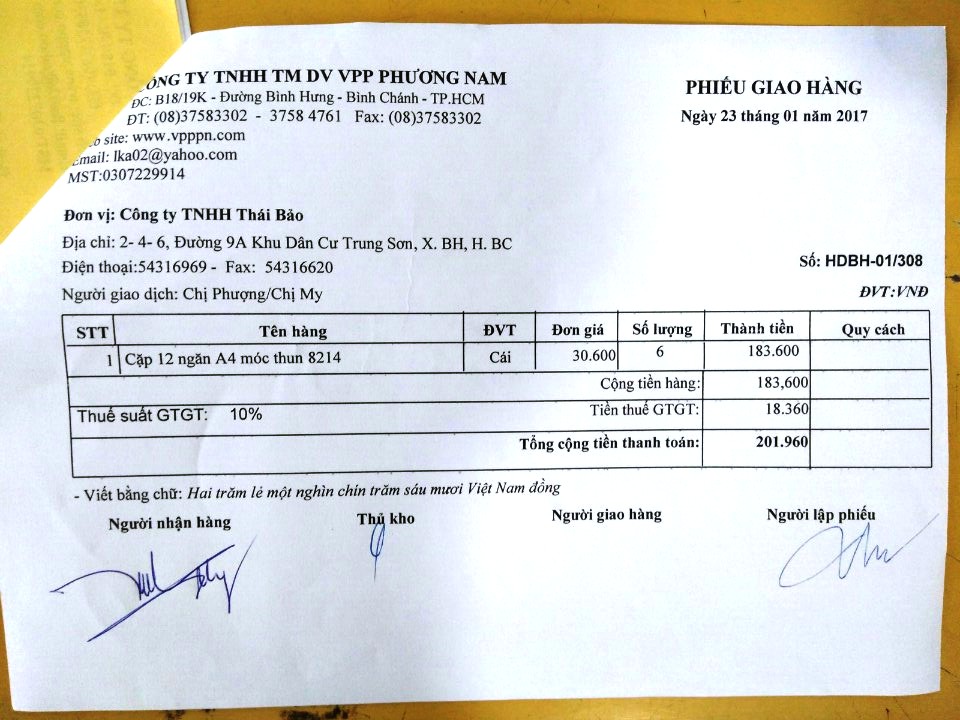 CÔNG TY TNHH TM DV VPP PHƯƠNG NAM
ĐC: B18/19K - Đường Bình Hưng - Bình Chánh - TP.HCM
ĐT: (08)37583302 - 3758 4761 Fax: (08)37583302
site: www.vpppn.com
Email: lka02@yahoo.com
MST:0307229914
PHIẾU GIAO HÀNG
Ngày 23 tháng 01 năm 2017
Đơn vị: Công ty TNHH Thái Bảo
Địa chỉ: 2- 4- 6, Đường 9A Khu Dân Cư Trung Sơn, X. BH, H. BC
Điện thoại:54316969 - Fax: 54316620
Số: HDBH-01/308
Người giao dịch: Chị Phượng/Chị My
ĐVT:VNĐ
STT Tên hàng ĐVT Đơn giá Số lượng Thành tiền Quy cách
1 Cặp 12 ngăn A4 móc thun 8214 Cái 30.600 6 183.600
Cộng tiền hàng: 183,600
Thuế suất GTGT: 10% Tiền thuế GTGT: 18.360
Tổng cộng tiền thanh toán: 201.960
- Viết bằng chữ: Hai trăm lẻ một nghìn chín trăm sáu mươi Việt Nam đồng
Người nhận hàng Thủ kho Người giao hàng Người lập phiếu